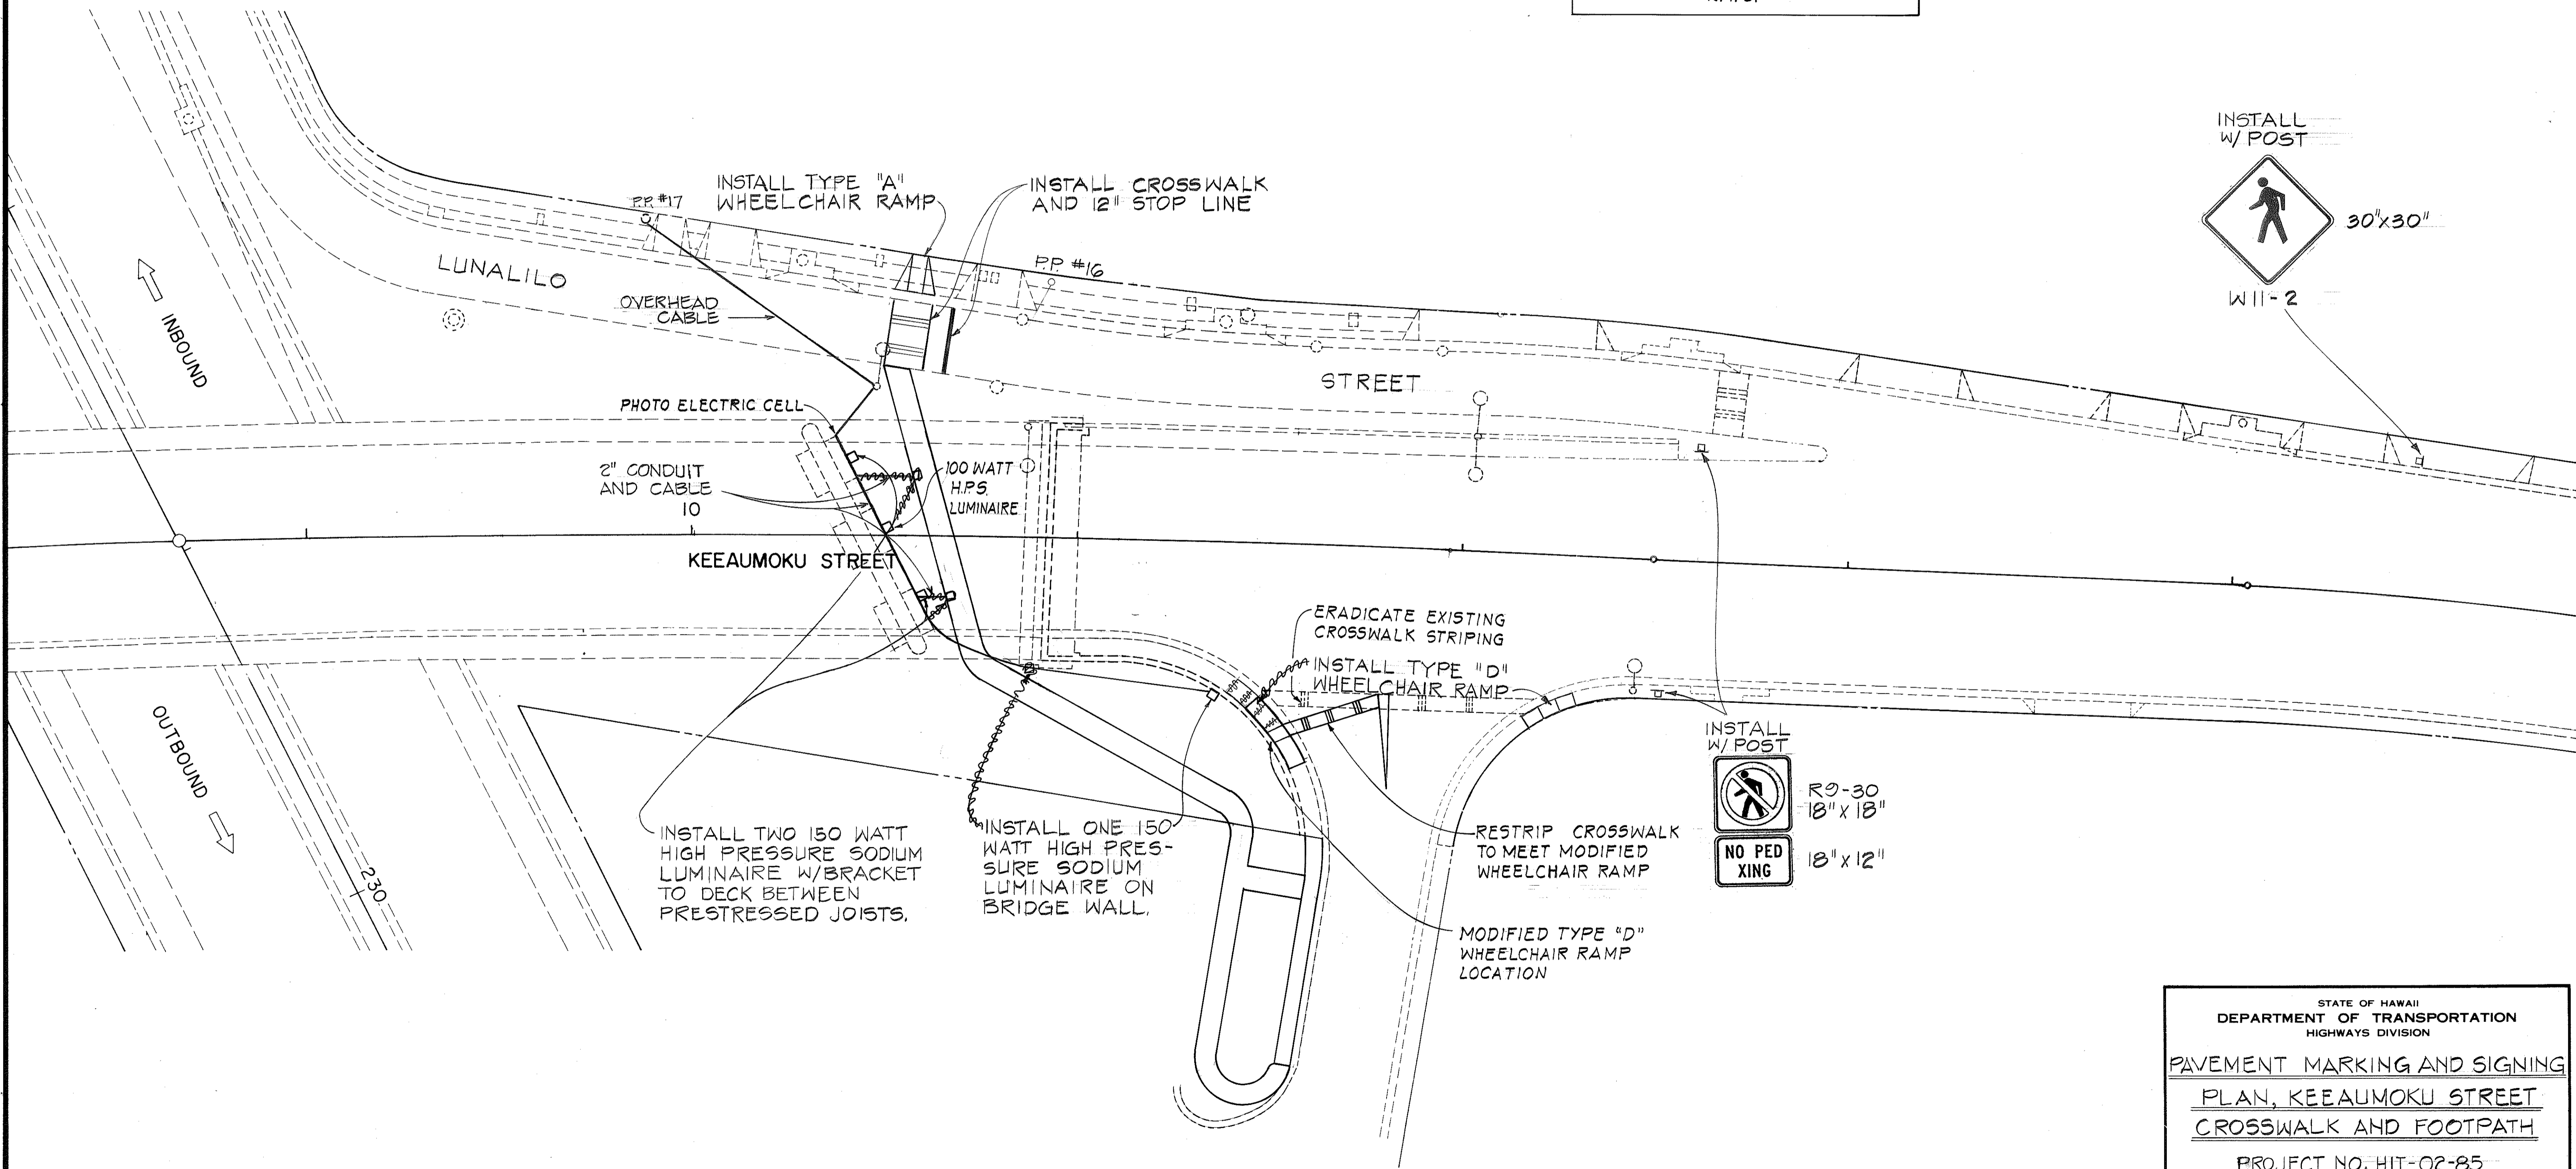 INSTALL
W/ POST
30"X30"
W11-2
INSTALL TYPE "A"
WHEELCHAIR RAMP
INSTALL CROSSWALK
AND 12" STOP LINE
P.P. #17
P.P. #16
LUNALILO
OVERHEAD
CABLE
STREET
INBOUND
PHOTO ELECTRIC CELL
2" CONDUIT
AND CABLE
10
100 WATT
H.P.S.
LUMINAIRE
KEEAUMOKU STREET
ERADICATE EXISTING
CROSSWALK STRIPING
INSTALL TYPE "D"
WHEELCHAIR RAMP
OUTBOUND
230
INSTALL
W/ POST
R9-30
18" X 18"
NO PED
XING
18" X 12"
INSTALL TWO 150 WATT
HIGH PRESSURE SODIUM
LUMINAIRE W/BRACKET
TO DECK BETWEEN
PRESTRESSED JOISTS.
INSTALL ONE 150
WATT HIGH PRES-
SURE SODIUM
LUMINAIRE ON
BRIDGE WALL.
RESTRIP CROSSWALK
TO MEET MODIFIED
WHEELCHAIR RAMP
MODIFIED TYPE "D"
WHEELCHAIR RAMP
LOCATION
STATE OF HAWAII
DEPARTMENT OF TRANSPORTATION
HIGHWAYS DIVISION
PAVEMENT MARKING AND SIGNING
PLAN, KEEAUMOKU STREET
CROSSWALK AND FOOTPATH
PROJECT NO. HIT-02-85